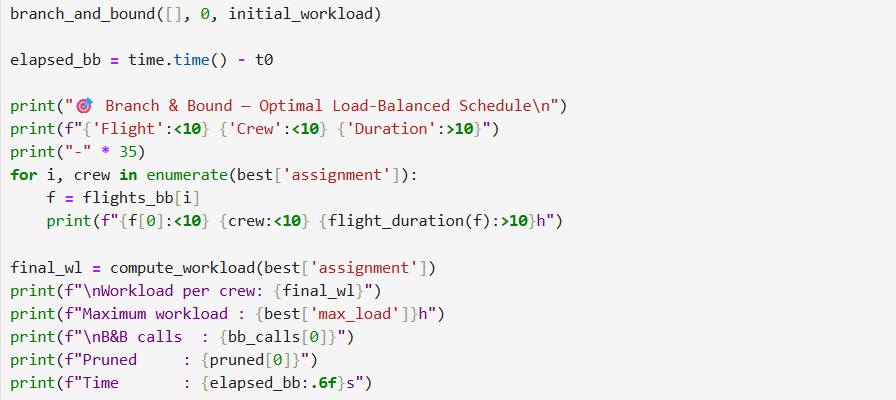 branch_and_bound([], 0, initial_workload)
elapsed_bb = time.time() - t0
print("🎯 Branch & Bound — Optimal Load-Balanced Schedule\n")
print(f"{'Flight':<10} {'Crew':<10} {'Duration':>10}")
print("-" * 35)
for i, crew in enumerate(best['assignment']):
    f = flights_bb[i]
    print(f"{f[0]:<10} {crew:<10} {flight_duration(f):>10}h")
final_wl = compute_workload(best['assignment'])
print(f"\nWorkload per crew: {final_wl}")
print(f"Maximum workload : {best['max_load']}h")
print(f"\nB&B calls  : {bb_calls[0]}")
print(f"Pruned     : {pruned[0]}")
print(f"Time       : {elapsed_bb:.6f}s")